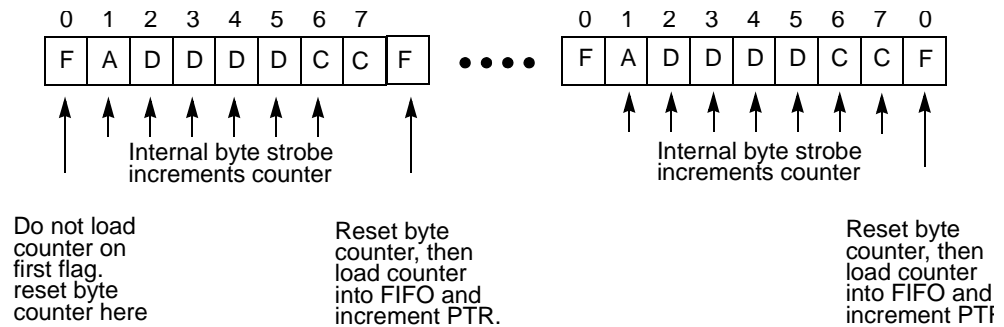 0 1 2 3 4 5 6 7 0 1 2 3 4 5 6 7 0
F A D D D D C C F F A D D D D C C F
Internal byte strobe
increments counter
Internal byte strobe
increments counter
Do not load
counter on
first flag.
reset byte
counter here
Reset byte
counter, then
load counter
into FIFO and
increment PTR.
Reset byte
counter, then
load counter
into FIFO and
increment PTR